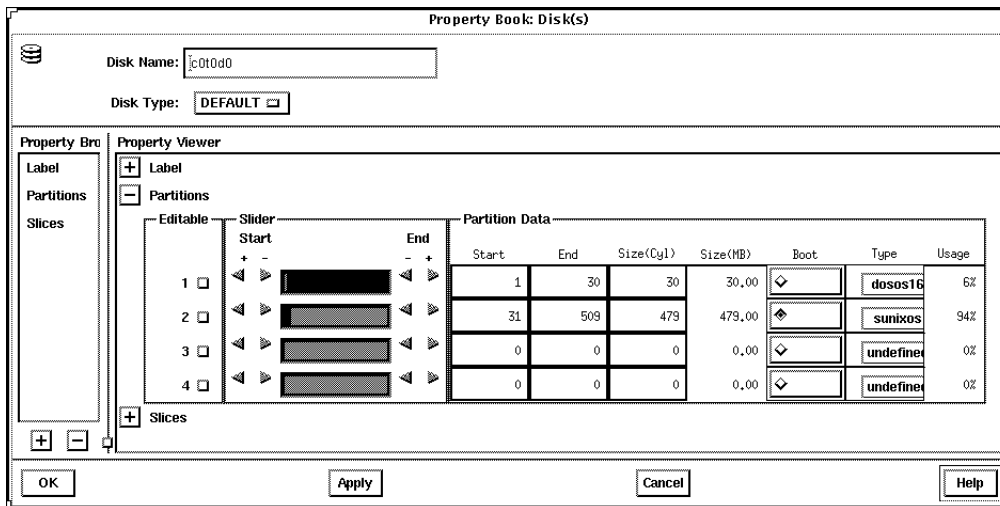 Property Book: Disk(s)
Disk Name: c0t0d0
Disk Type: DEFAULT
Property Bro
Label
Partitions
Slices
Property Viewer
+ Label
− Partitions
Editable Slider Partition Data
Start End
+ - - +
Start End Size(Cyl) Size(MB) Boot Type Usage
1 1 30 30 30.00 dosos16 6%
2 31 509 479 479.00 sunixos 94%
3 0 0 0 0.00 undefined 0%
4 0 0 0 0.00 undefined 0%
+ Slices
+ −
OK Apply Cancel Help